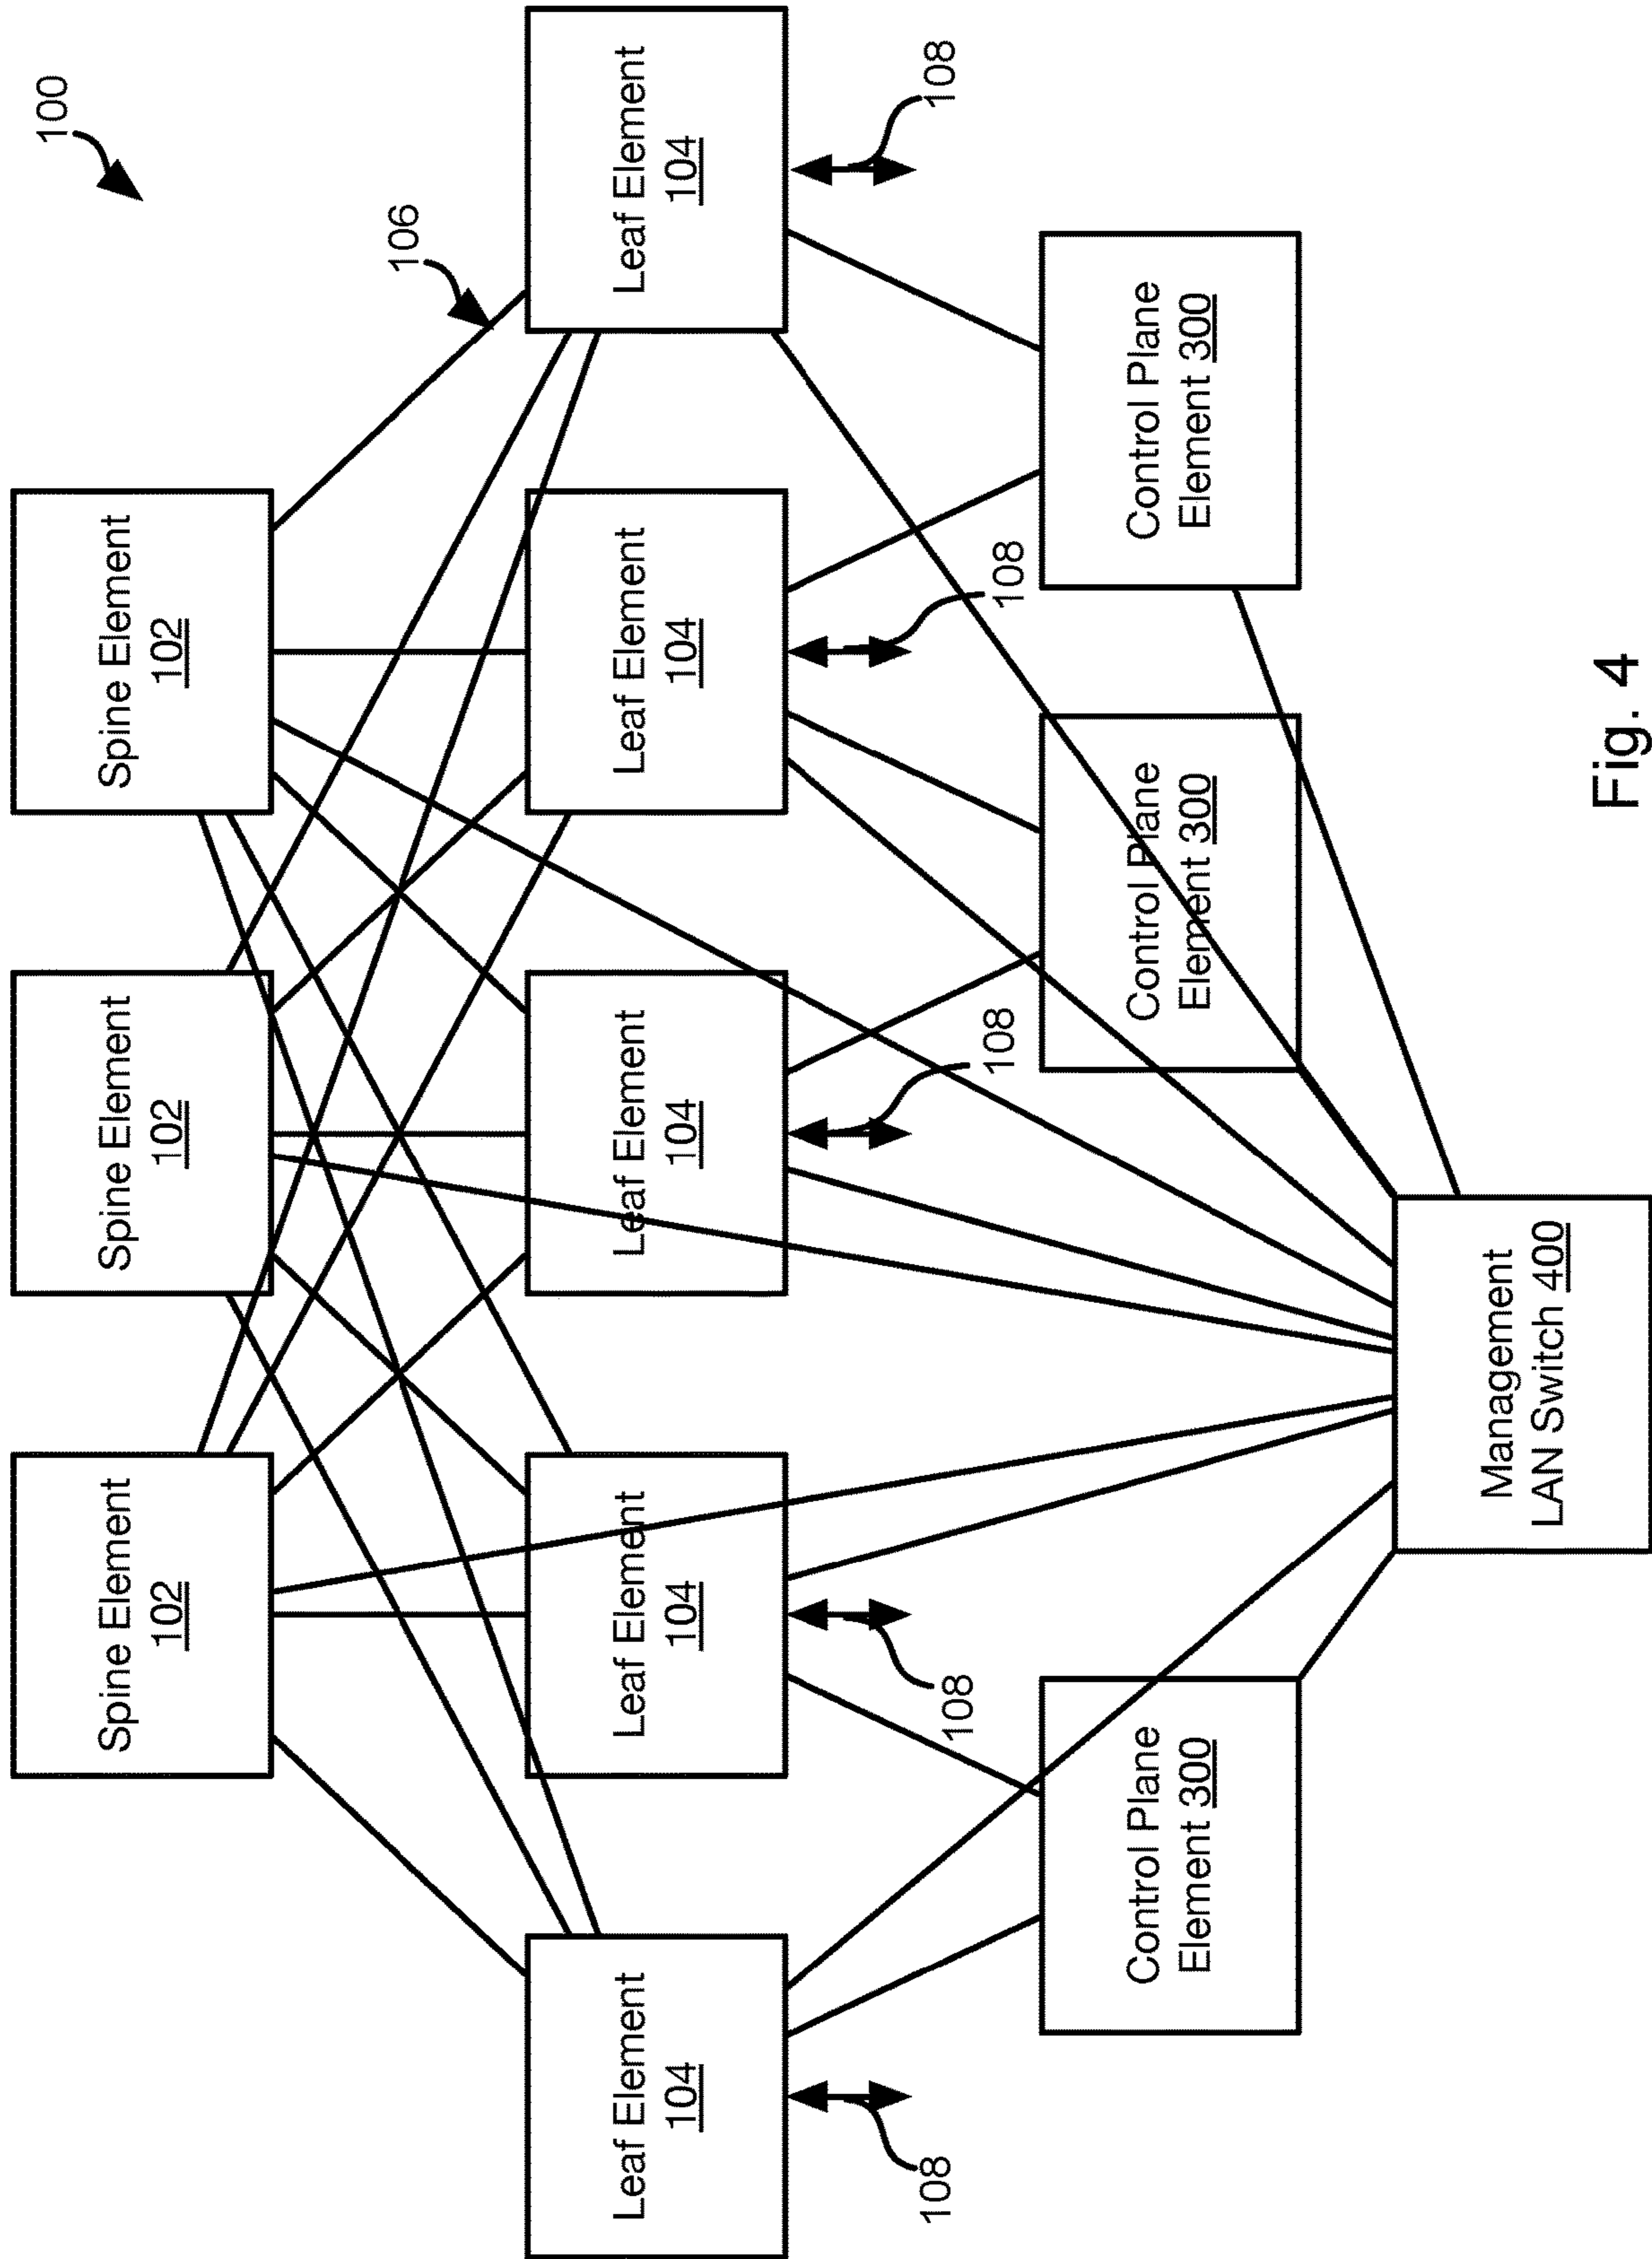 100
Spine Element
102
Spine Element
102
Spine Element
102
106
Leaf Element
104
Leaf Element
104
Leaf Element
104
Leaf Element
104
Leaf Element
104
108
108
108
108
108
Control Plane
Element 300
Control Plane
Element 300
Control Plane
Element 300
Management
LAN Switch 400
Fig. 4